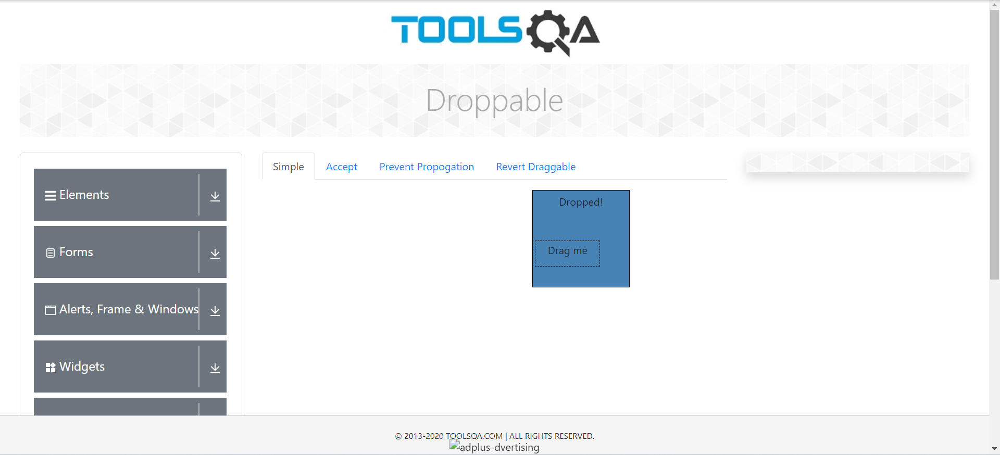 TOOLSQA
Droppable
Simple Accept Prevent Propogation Revert Draggable
Elements
Forms
Alerts, Frame & Windows
Widgets
Dropped!
Drag me
© 2013-2020 TOOLSQA.COM | ALL RIGHTS RESERVED.
adplus-dvertising